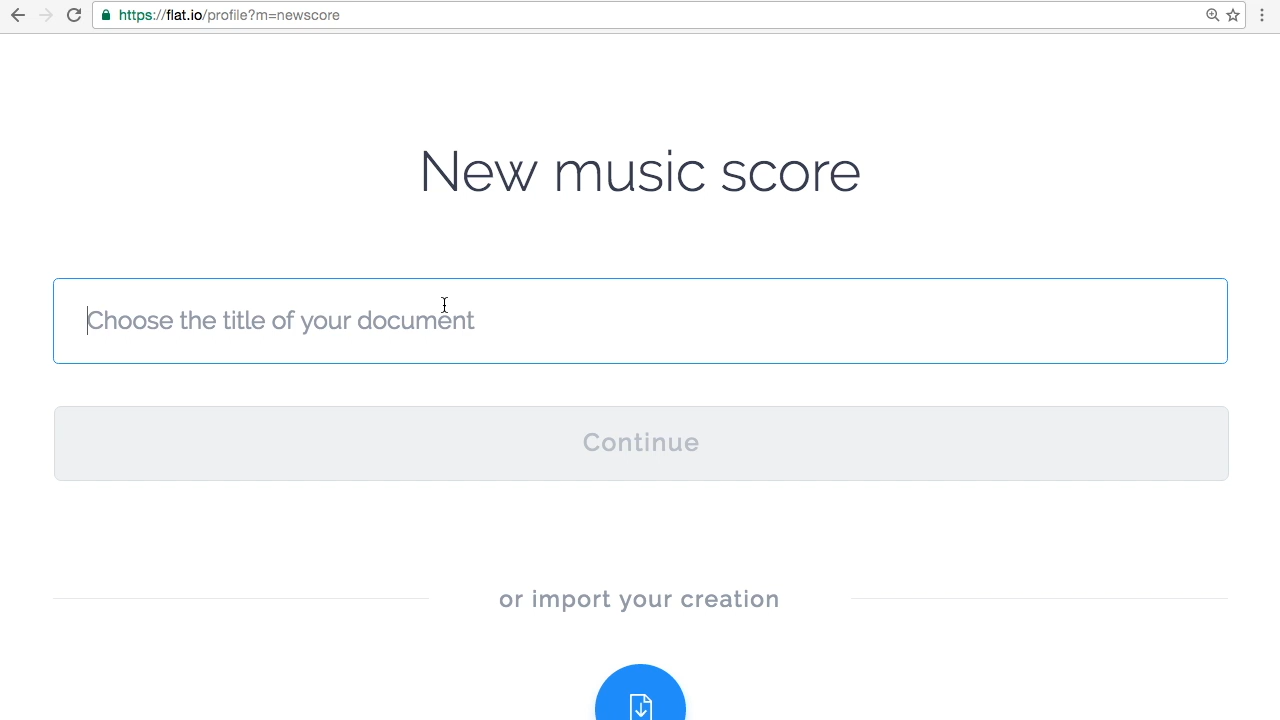 https://flat.io/profile?m=newscore
New music score
Choose the title of your document
Continue
or import your creation